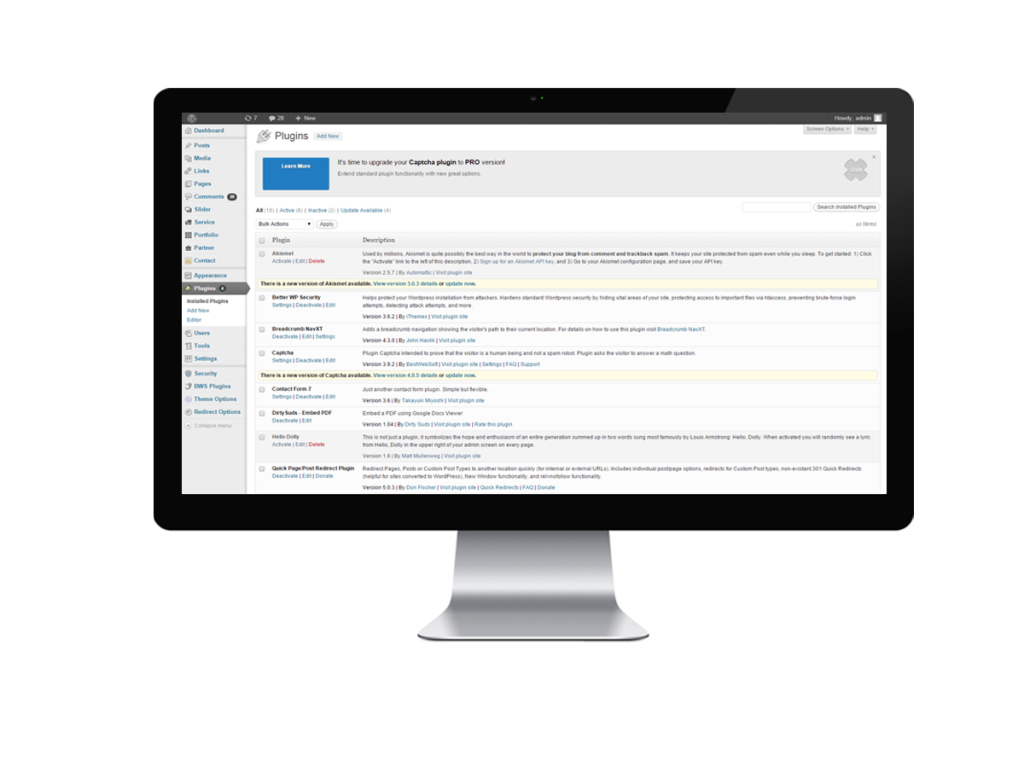 7 28 + New Howdy, admin
Screen Options Help
Dashboard
Posts
Media
Links
Pages
Comments 28
Slider
Service
Portfolio
Partner
Contact
Appearance
Plugins 4
Installed Plugins
Add New
Editor
Users
Tools
Settings
Security
BWS Plugins
Theme Options
Redirect Options
Collapse menu
Plugins Add New
Learn More
It's time to upgrade your Captcha plugin to PRO version!
Extend standard plugin functionality with new great options.
All (10) | Active (8) | Inactive (2) | Update Available (4)
Search Installed Plugins
Bulk Actions Apply
10 items
Plugin Description
Akismet
Activate | Edit | Delete
Used by millions, Akismet is quite possibly the best way in the world to protect your blog from comment and trackback spam. It keeps your site protected from spam even while you sleep. To get started: 1) Click
the "Activate" link to the left of this description, 2) Sign up for an Akismet API key, and 3) Go to your Akismet configuration page, and save your API key.
Version 2.5.7 | By Automattic | Visit plugin site
There is a new version of Akismet available. View version 3.0.3 details or update now.
Better WP Security
Settings | Deactivate | Edit
Helps protect your Wordpress installation from attackers. Hardens standard Wordpress security by hiding vital areas of your site, protecting access to important files via htaccess, preventing brute-force login
attempts, detecting attack attempts, and more.
Version 3.6.2 | By iThemes | Visit plugin site
Breadcrumb NavXT
Deactivate | Edit | Settings
Adds a breadcrumb navigation showing the visitor's path to their current location. For details on how to use this plugin visit Breadcrumb NavXT.
Version 4.3.0 | By John Havlik | Visit plugin site
Captcha
Settings | Deactivate | Edit
Plugin Captcha intended to prove that the visitor is a human being and not a spam robot. Plugin asks the visitor to answer a math question.
Version 3.9.2 | By BestWebSoft | Visit plugin site | Settings | FAQ | Support
There is a new version of Captcha available. View version 4.0.5 details or update now.
Contact Form 7
Settings | Deactivate | Edit
Just another contact form plugin. Simple but flexible.
Version 3.6 | By Takayuki Miyoshi | Visit plugin site
Dirty Suds - Embed PDF
Deactivate | Edit
Embed a PDF using Google Docs Viewer
Version 1.04 | By Dirty Suds | Visit plugin site | Rate this plugin
Hello Dolly
Activate | Edit | Delete
This is not just a plugin, it symbolizes the hope and enthusiasm of an entire generation summed up in two words sung most famously by Louis Armstrong: Hello, Dolly. When activated you will randomly see a lyric
from Hello, Dolly in the upper right of your admin screen on every page.
Version 1.6 | By Matt Mullenweg | Visit plugin site
Quick Page/Post Redirect Plugin
Deactivate | Edit | Donate
Redirect Pages, Posts or Custom Post Types to another location quickly (for internal or external URLs). Includes individual post/page options, redirects for Custom Post types, non-existant 301 Quick Redirects
(helpful for sites converted to WordPress), New Window functionality, and rel=nofollow functionality.
Version 5.0.3 | By Don Fischer | Visit plugin site | Quick Redirects | FAQ | Donate